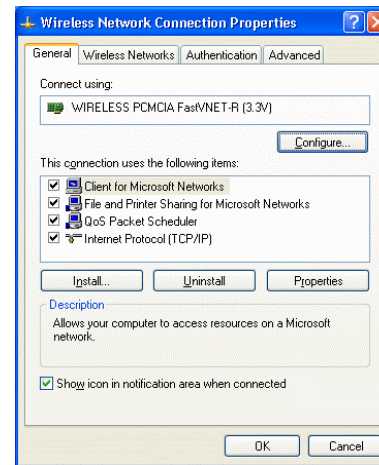 Wireless Network Connection Properties
General Wireless Networks Authentication Advanced
Connect using:
WIRELESS PCMCIA FastVNET-R (3.3V)
Configure...
This connection uses the following items:
Client for Microsoft Networks
File and Printer Sharing for Microsoft Networks
QoS Packet Scheduler
Internet Protocol (TCP/IP)
Install... Uninstall Properties
Description
Allows your computer to access resources on a Microsoft
network.
Show icon in notification area when connected
OK Cancel